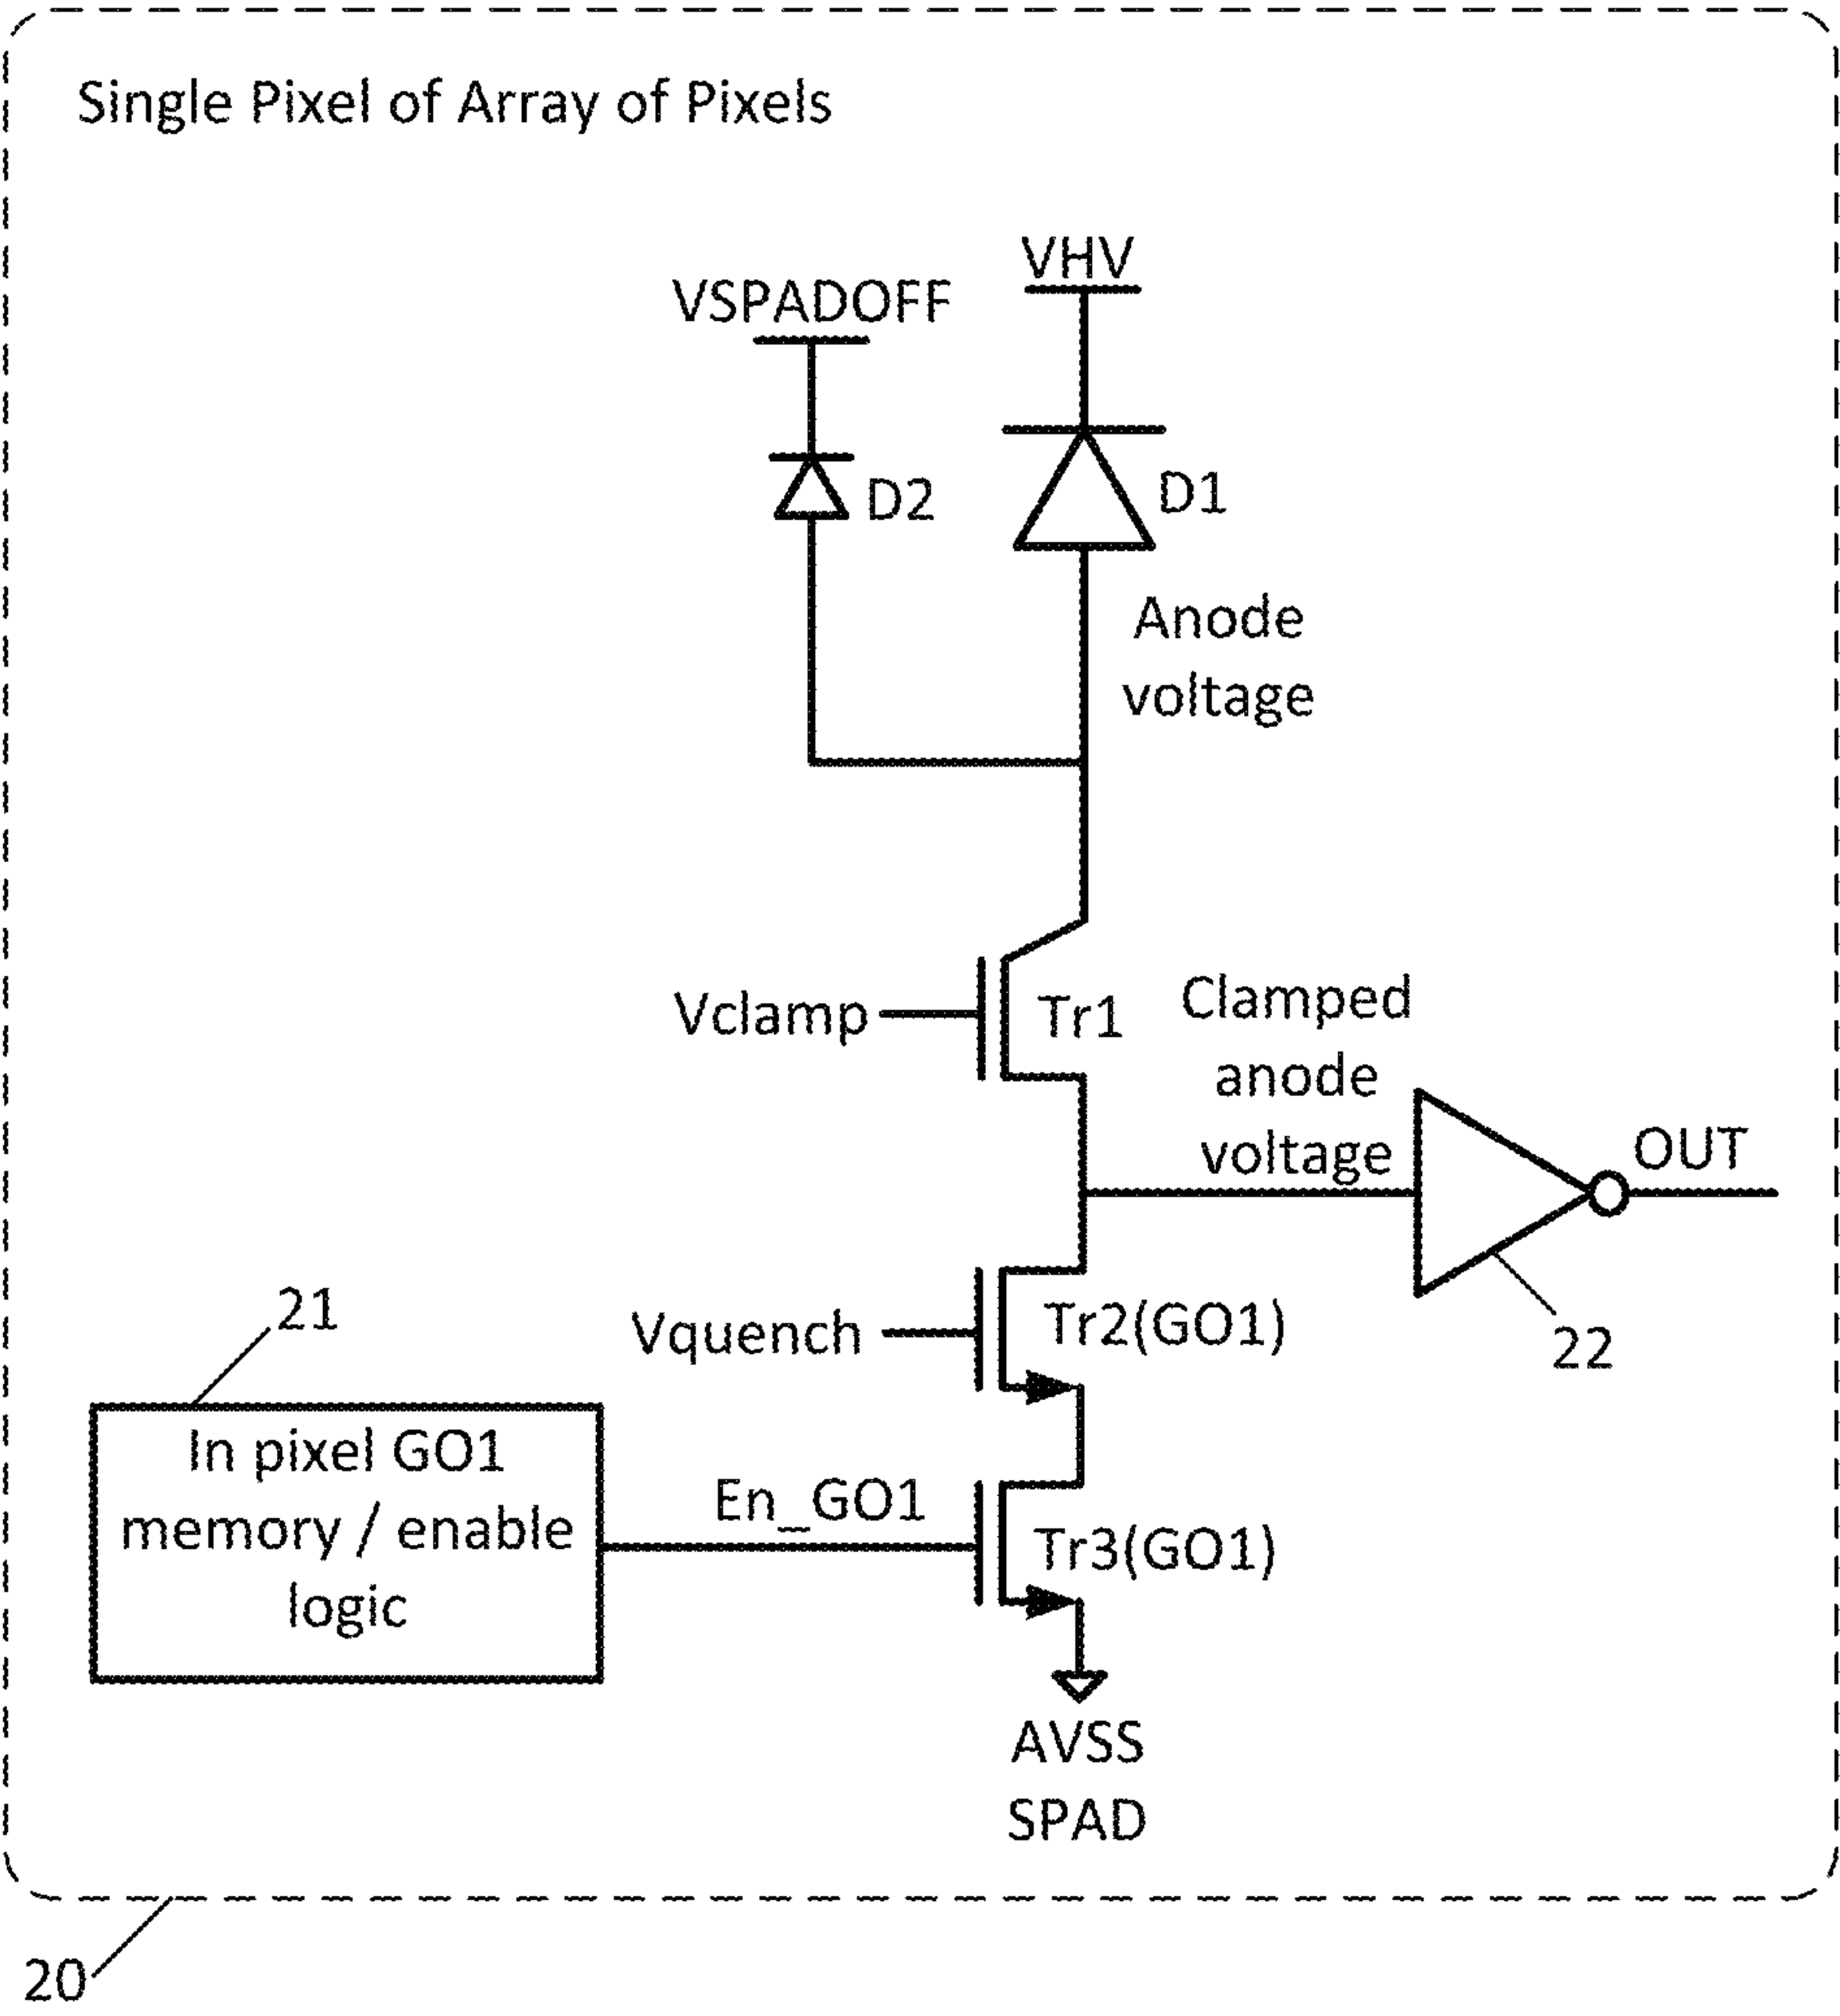 Single Pixel of Array of Pixels
VHV
VSPADOFF
D2
D1
Anode
voltage
Vclamp
Tr1
Clamped
anode
voltage
OUT
22
Vquench
Tr2(GO1)
21
In pixel GO1
memory / enable
logic
En_GO1
Tr3(GO1)
AVSS
SPAD
20